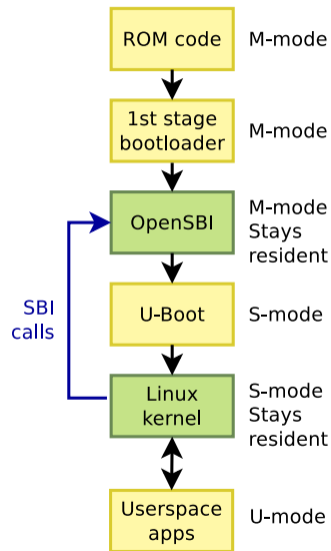 ROM code
M-mode
1st stage
bootloader
M-mode
OpenSBI
M-mode
Stays
resident
SBI
calls
U-Boot
S-mode
Linux
kernel
S-mode
Stays
resident
Userspace
apps
U-mode